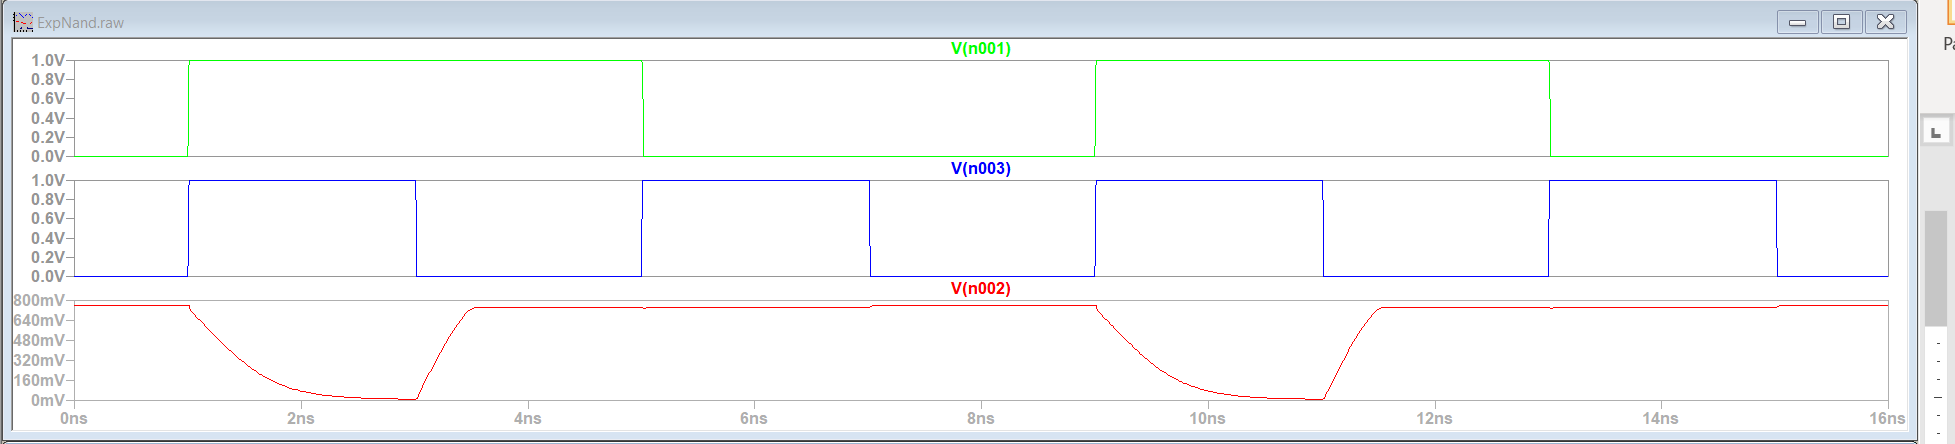 ExpNand.raw
V(n001)
1.0V
0.8V
0.6V
0.4V
0.2V
0.0V
V(n003)
1.0V
0.8V
0.6V
0.4V
0.2V
0.0V
V(n002)
800mV
640mV
480mV
320mV
160mV
0mV
0ns 2ns 4ns 6ns 8ns 10ns 12ns 14ns 16ns